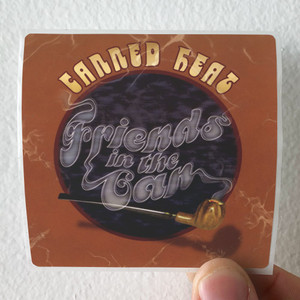 CANNED HEAT
Friends
in the
Can